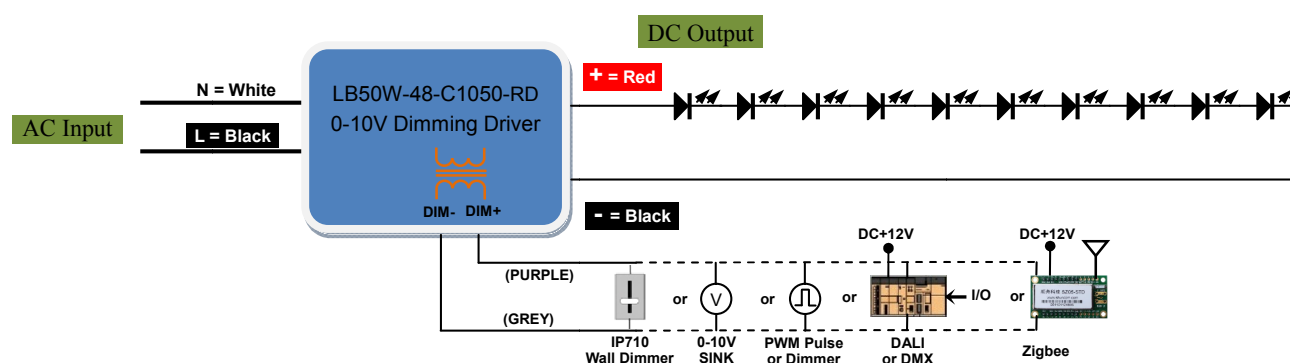 DC Output
N = White
+ = Red
LB50W-48-C1050-RD
0-10V Dimming Driver
AC Input
L = Black
DIM- DIM+
- = Black
DC+12V
DC+12V
(PURPLE)
or
or
or
I/O
or
(GREY)
IP710
Wall Dimmer
0-10V
SINK
PWM Pulse
or Dimmer
DALI
or DMX
Zigbee
V